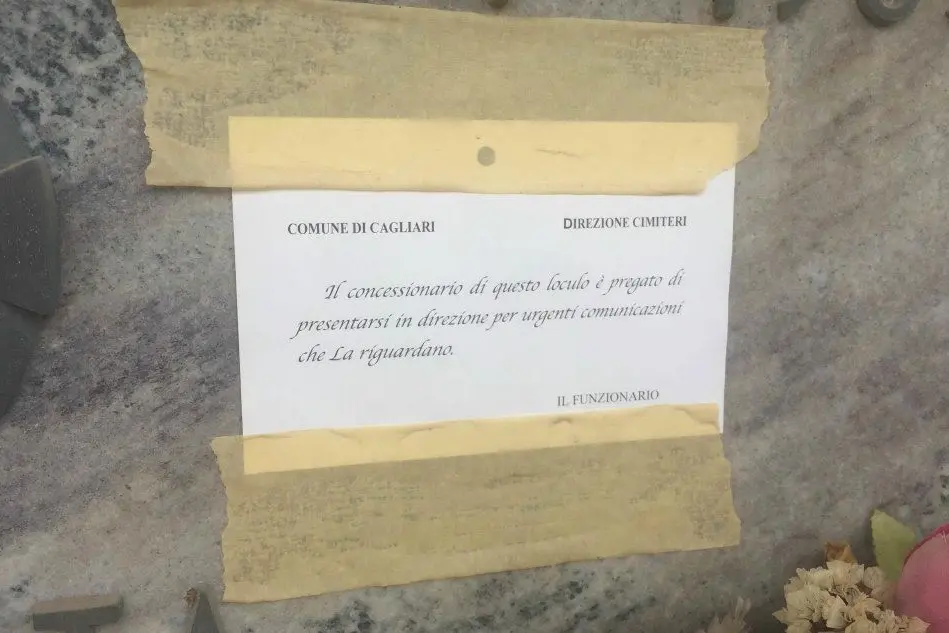 COMUNE DI CAGLIARI DIREZIONE CIMITERI
Il concessionario di questo loculo è pregato di
presentarsi in direzione per urgenti comunicazioni
che La riguardano.
IL FUNZIONARIO